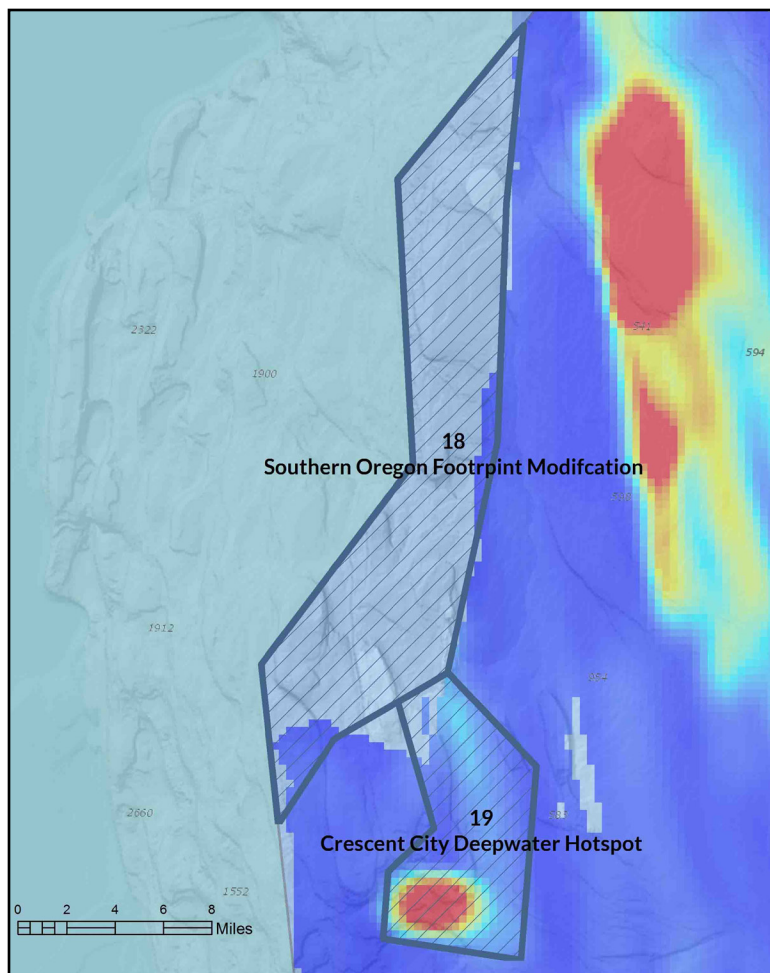 2322
541
594
1900
18
Southern Oregon Footrpint Modifcation
1912
2660
19
Crescent City Deepwater Hotspot
1552
0 2 4 6 8
Miles